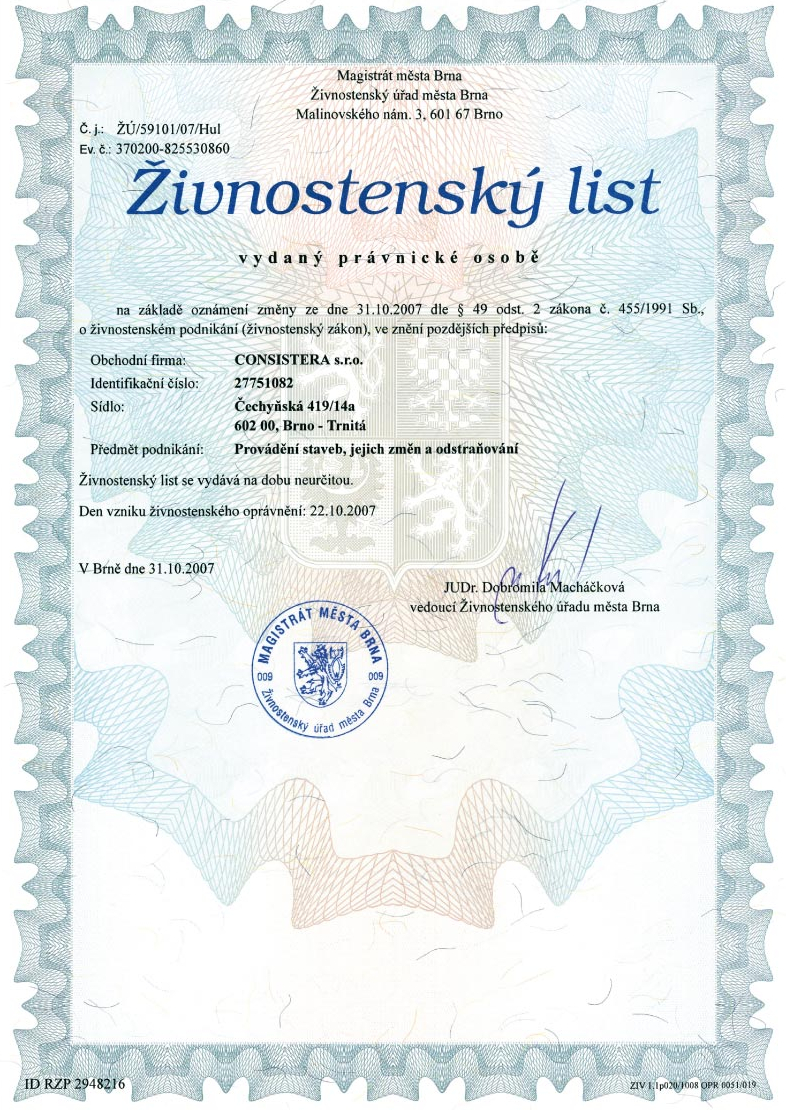 Magistrát města Brna
Živnostenský úřad města Brna
Malinovského nám. 3, 601 67 Brno
Č. j.: ŽÚ/59101/07/Hul
Ev. č.: 370200-825530860
Živnostenský list
vydaný právnické osobě
na základě oznámení změny ze dne 31.10.2007 dle § 49 odst. 2 zákona č. 455/1991 Sb.,
o živnostenském podnikání (živnostenský zákon), ve znění pozdějších předpisů:
Obchodní firma: CONSISTERA s.r.o.
Identifikační číslo: 27751082
Sídlo: Čechyňská 419/14a
602 00, Brno - Trnitá
Předmět podnikání: Provádění staveb, jejich změn a odstraňování
Živnostenský list se vydává na dobu neurčitou.
Den vzniku živnostenského oprávnění: 22.10.2007
V Brně dne 31.10.2007
JUDr. Dobromila Macháčková
vedoucí Živnostenského úřadu města Brna
MAGISTRÁT MĚSTA BRNA
009 009
Živnostenský úřad města Brna
ID RZP 2948216
ZIV 1.1p020/1008 OPR 0051/019